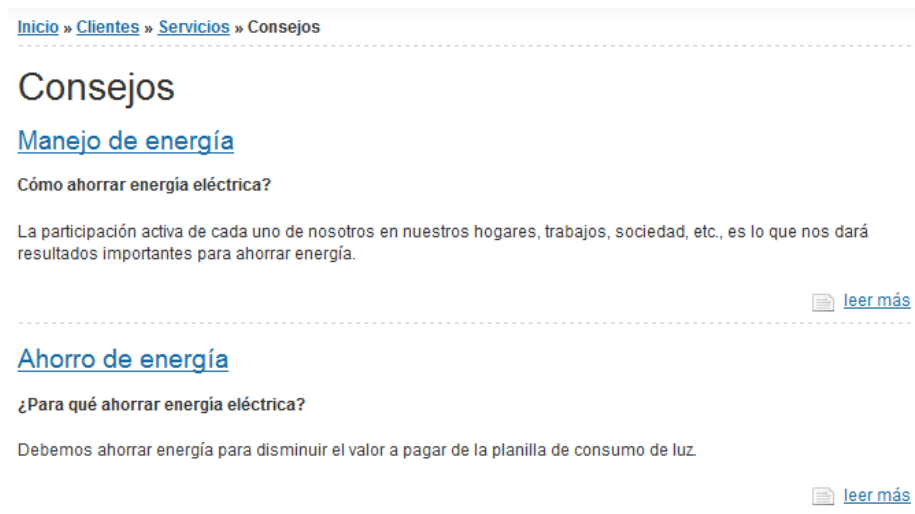 Inicio » Clientes » Servicios » Consejos
Consejos
Manejo de energía
Cómo ahorrar energía eléctrica?
La participación activa de cada uno de nosotros en nuestros hogares, trabajos, sociedad, etc., es lo que nos dará
resultados importantes para ahorrar energía.
leer más
Ahorro de energía
¿Para qué ahorrar energía eléctrica?
Debemos ahorrar energía para disminuir el valor a pagar de la planilla de consumo de luz.
leer más